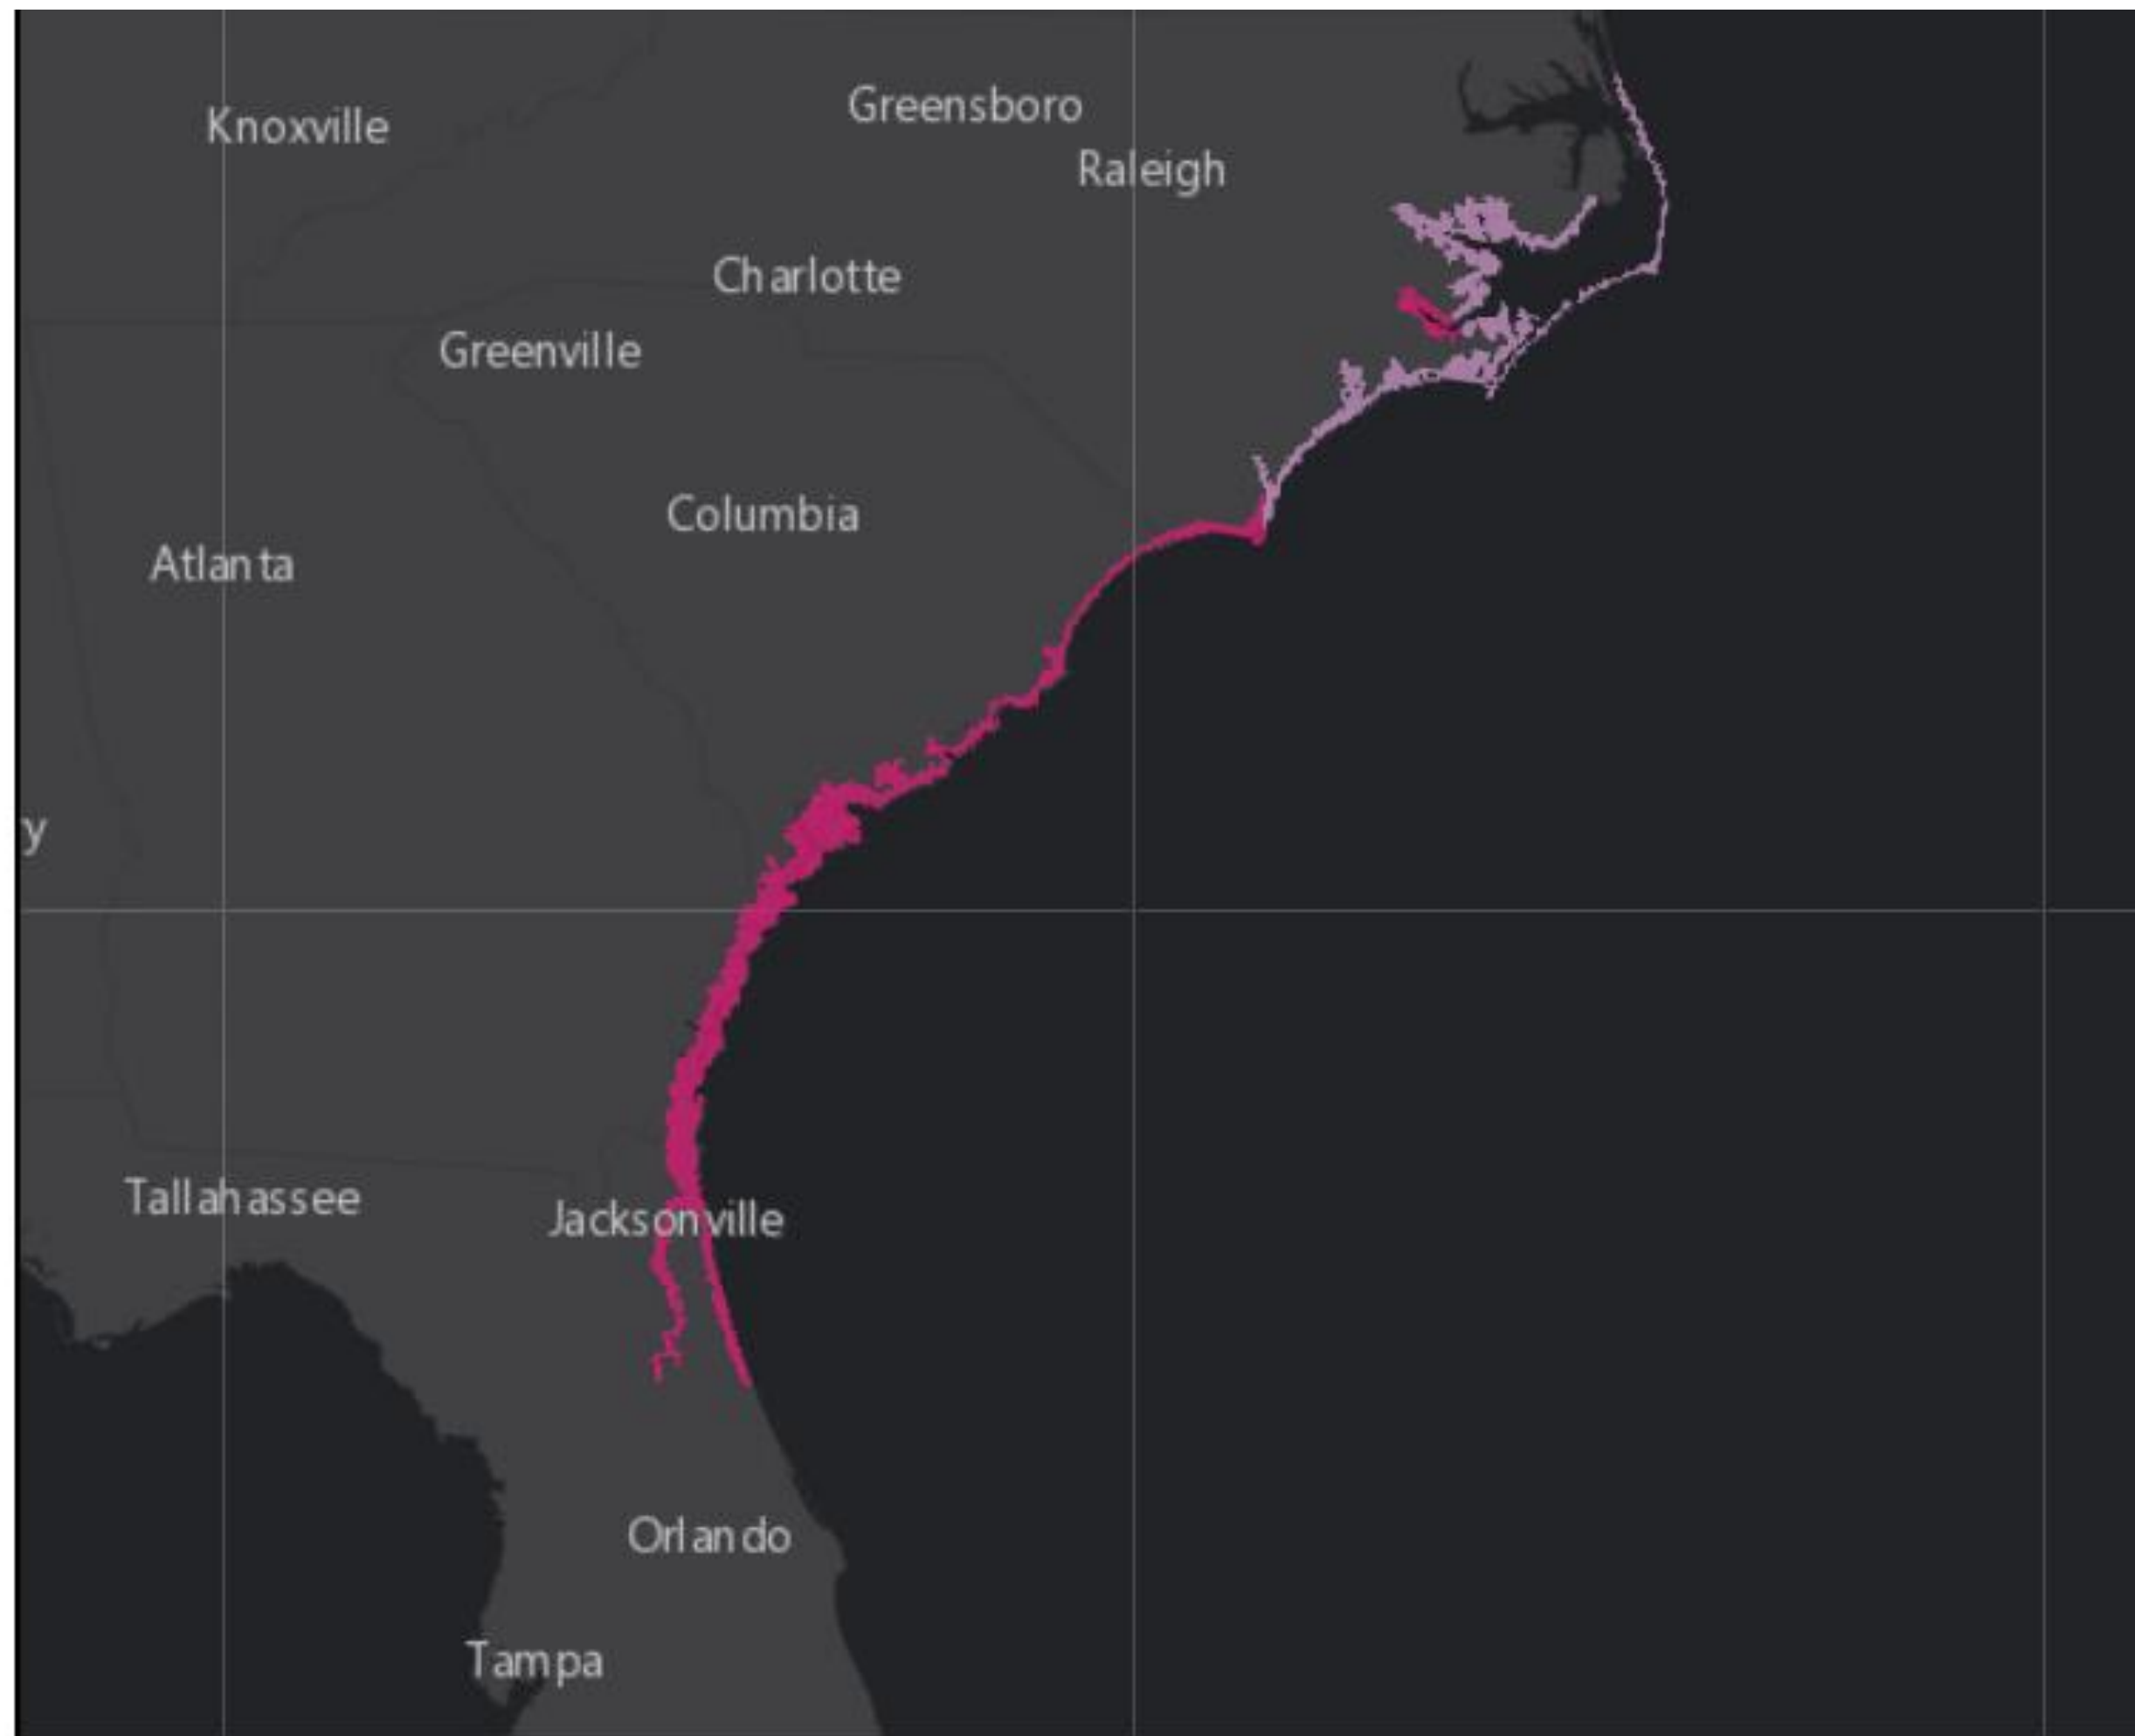 Greensboro
Knoxville
Raleigh
Charlotte
Greenville
Columbia
Atlanta
y
Tallahassee
Jacksonville
Orlando
Tampa